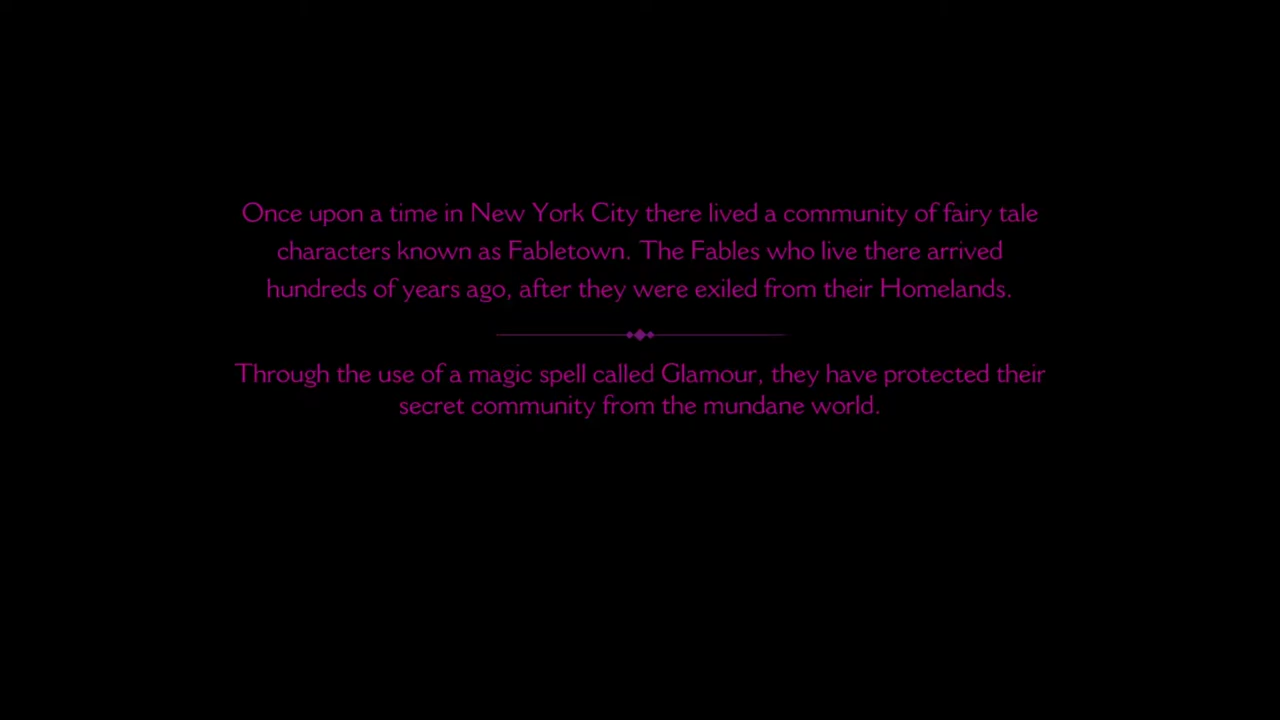 Once upon a time in New York City there lived a community of fairy tale
characters known as Fabletown. The Fables who live there arrived
hundreds of years ago, after they were exiled from their Homelands.
Through the use of a magic spell called Glamour, they have protected their
secret community from the mundane world.